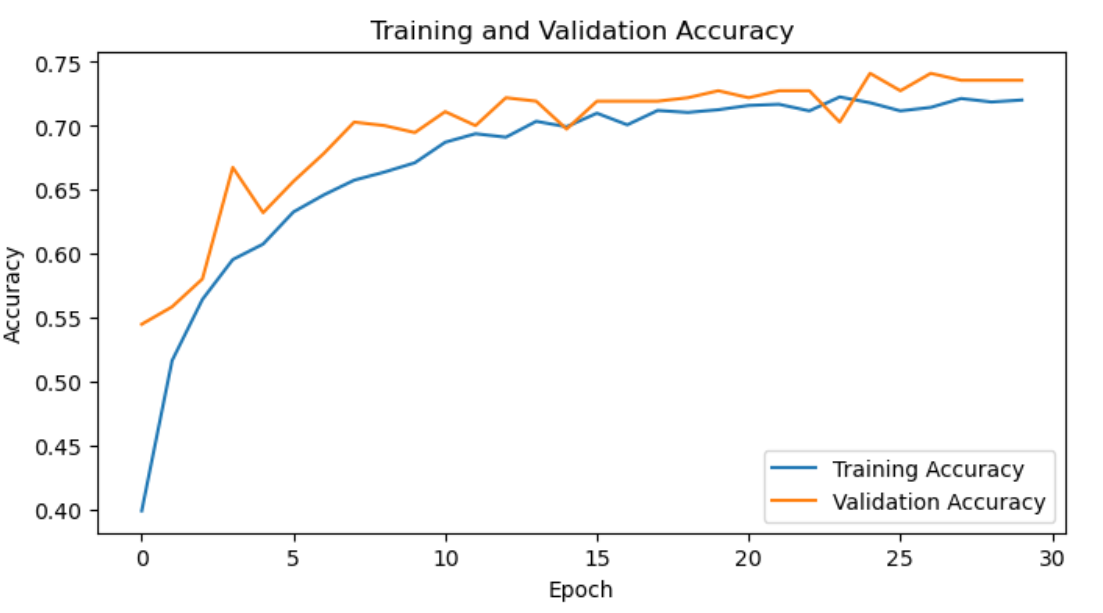 Training and Validation Accuracy
0.75
0.70
0.65
0.60
0.55
0.50
0.45
0.40
Accuracy
Training Accuracy
Validation Accuracy
0 5 10 15 20 25 30
Epoch